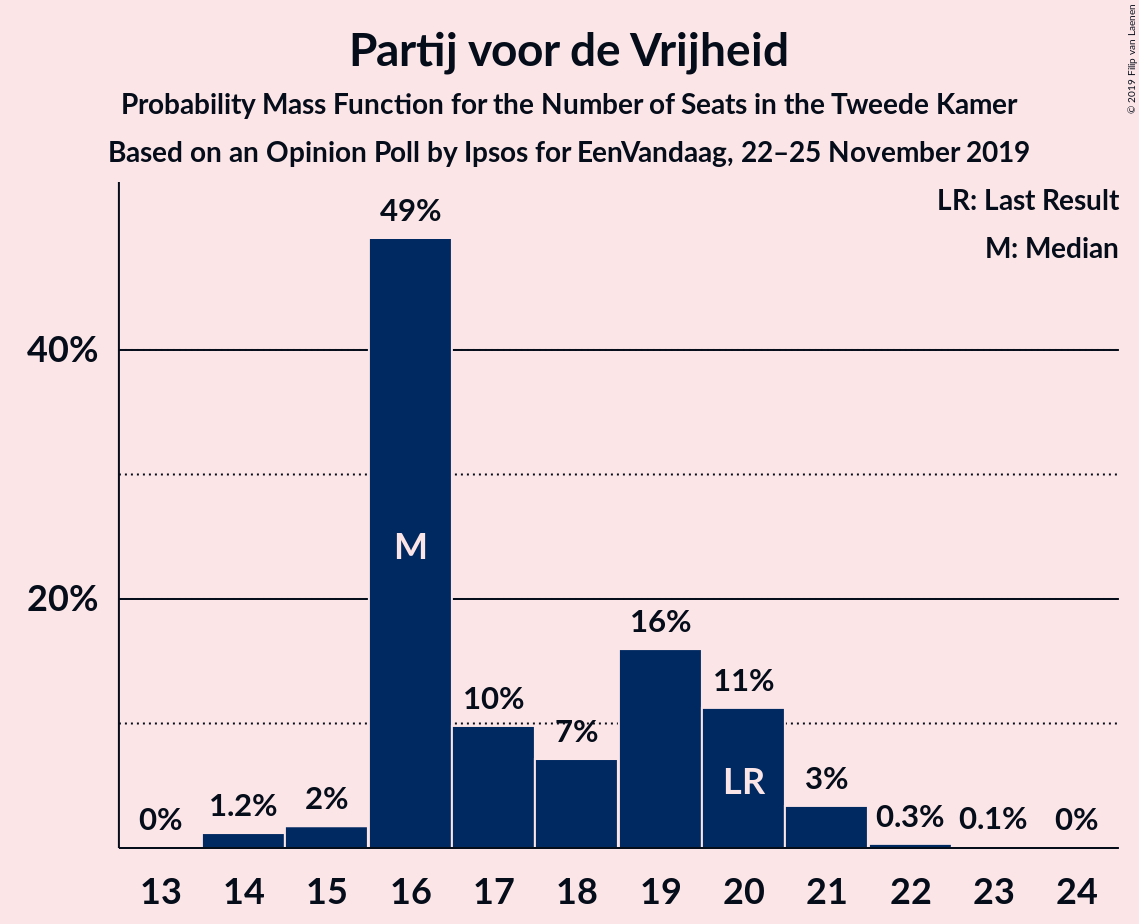 Partij voor de Vrijheid
Probability Mass Function for the Number of Seats in the Tweede Kamer
Based on an Opinion Poll by Ipsos for EenVandaag, 22–25 November 2019
© 2019 Filip van Laenen
LR: Last Result
M: Median
49%
40%
M
20%
16%
11%
10%
7%
LR
3%
2%
1.2%
0%
0.3%
0.1%
0%
13 14 15 16 17 18 19 20 21 22 23 24